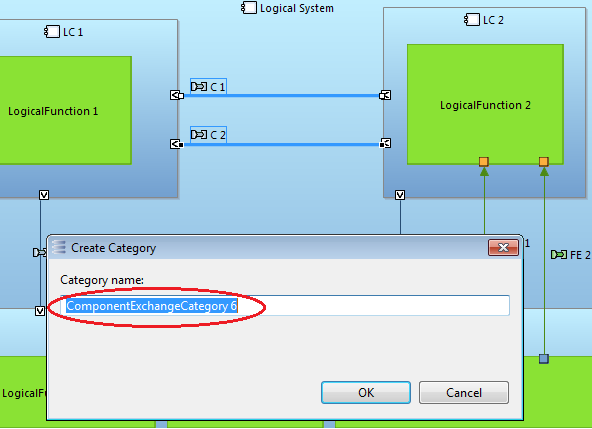 Logical System
LC 1
LC 2
C 1
LogicalFunction 1
LogicalFunction 2
C 2
Create Category
1
FE 2
Category name:
ComponentExchangeCategory 6
OK
Cancel